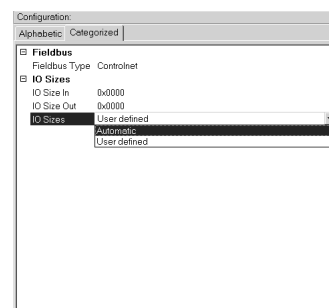 Configuration:
Alphabetic Categorized
Fieldbus
Fieldbus Type Controlnet
IO Sizes
IO Size In 0x0000
IO Size Out 0x0000
IO Sizes User defined
Automatic
User defined